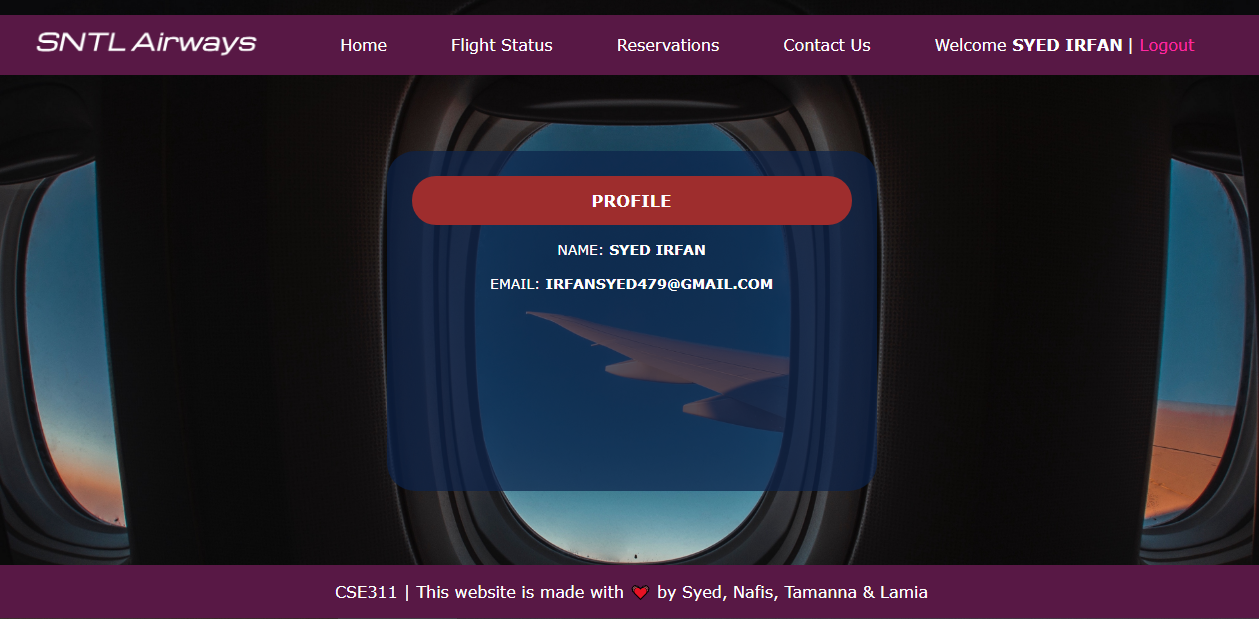 SNTL Airways Home Flight Status Reservations Contact Us Welcome SYED IRFAN | Logout
PROFILE
NAME: SYED IRFAN
EMAIL: IRFANSYED479@GMAIL.COM
CSE311 | This website is made with ❤ by Syed, Nafis, Tamanna & Lamia